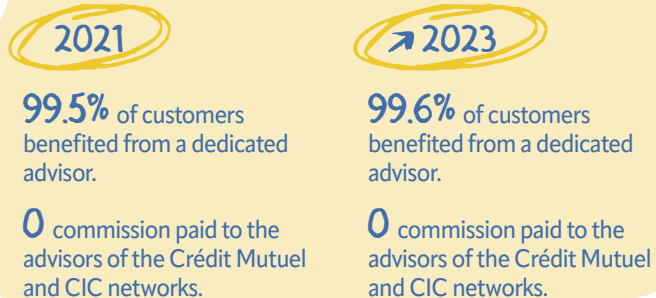 2021
99.5% of customers
benefited from a dedicated
advisor.
0 commission paid to the
advisors of the Crédit Mutuel
and CIC networks.
2023
99.6% of customers
benefited from a dedicated
advisor.
0 commission paid to the
advisors of the Crédit Mutuel
and CIC networks.